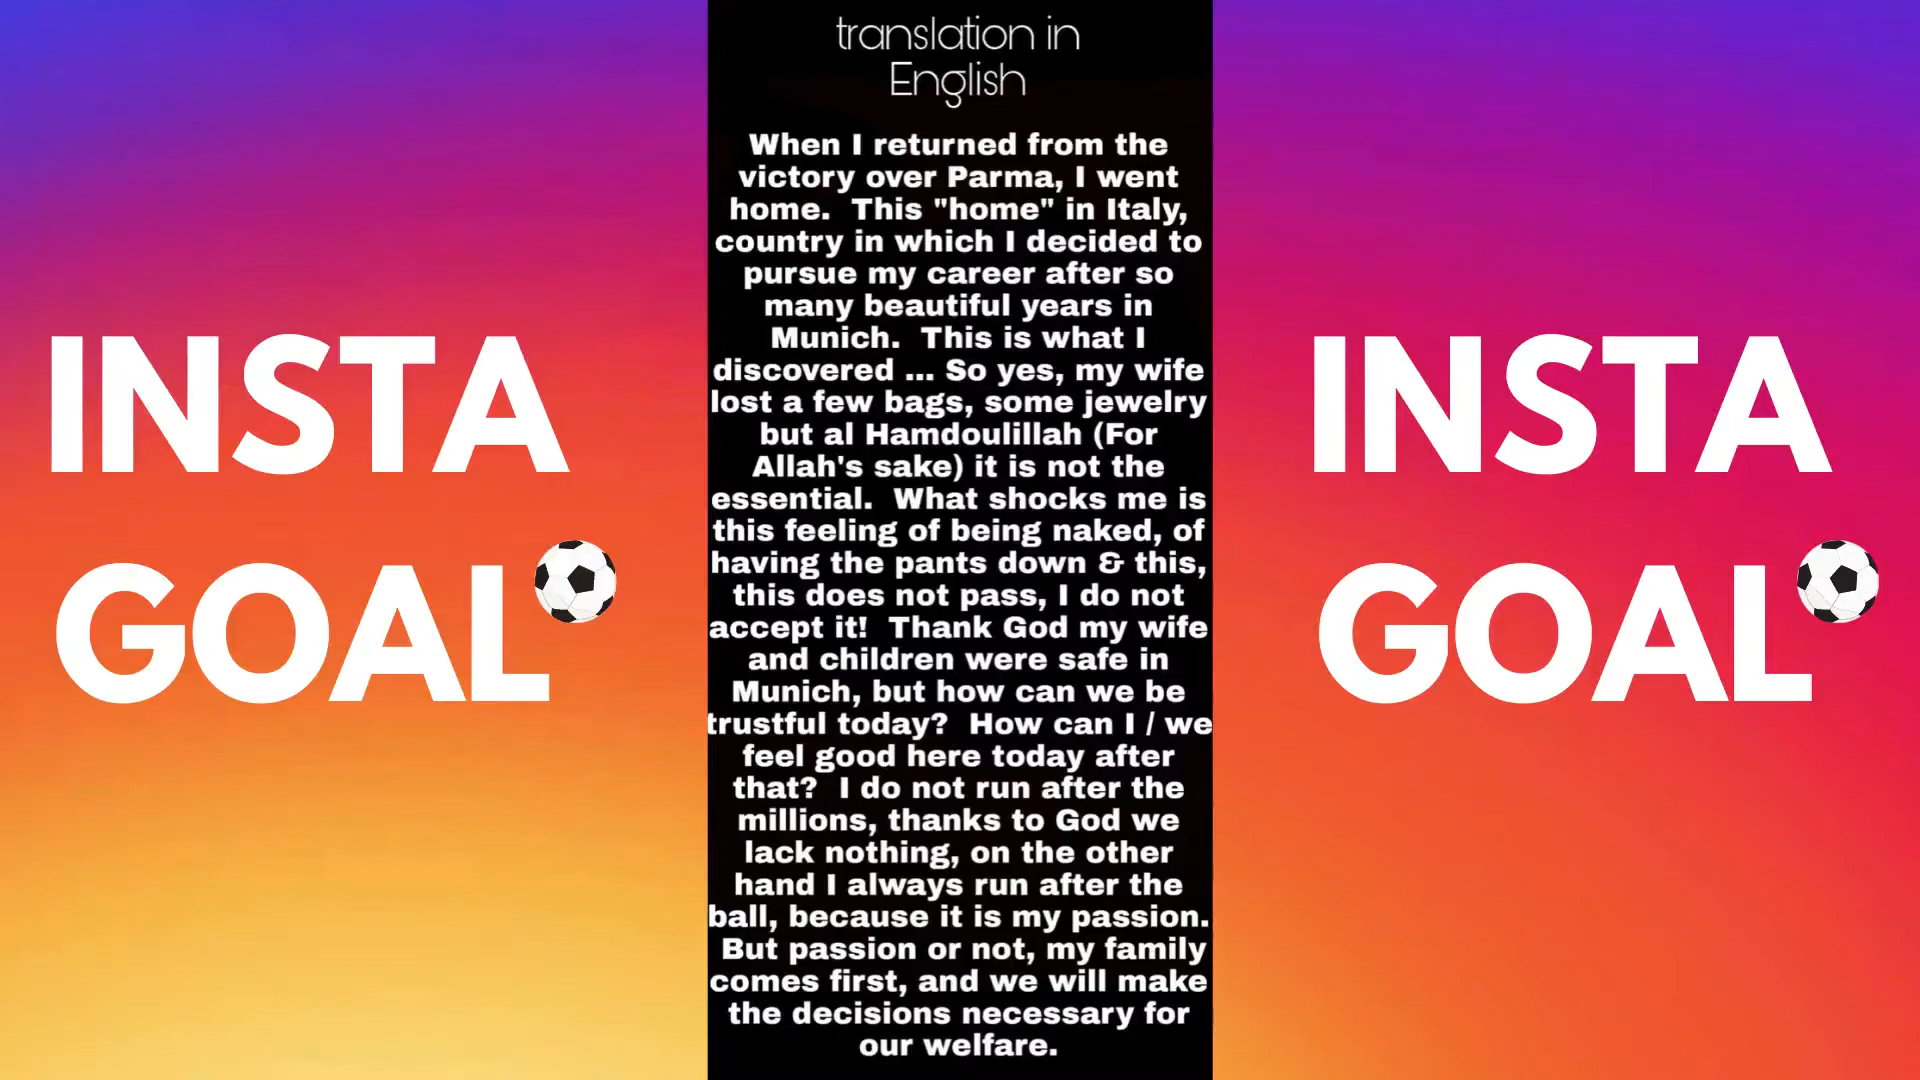 translation in
English
When I returned from the
victory over Parma, I went
home. This "home" in Italy,
country in which I decided to
pursue my career after so
many beautiful years in
Munich. This is what I
discovered ... So yes, my wife
lost a few bags, some jewelry
but al Hamdoulillah (For
Allah's sake) it is not the
essential. What shocks me is
this feeling of being naked, of
having the pants down & this,
this does not pass, I do not
accept it! Thank God my wife
and children were safe in
Munich, but how can we be
trustful today? How can I / we
feel good here today after
that? I do not run after the
millions, thanks to God we
lack nothing, on the other
hand I always run after the
ball, because it is my passion.
But passion or not, my family
comes first, and we will make
the decisions necessary for
our welfare.
INSTA
GOAL
INSTA
GOAL